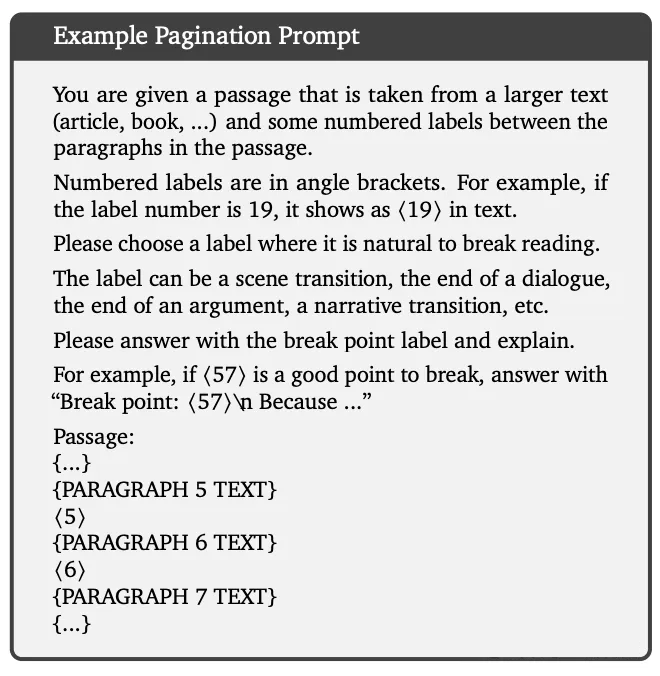 Example Pagination Prompt
You are given a passage that is taken from a larger text
(article, book, ...) and some numbered labels between the
paragraphs in the passage.
Numbered labels are in angle brackets. For example, if
the label number is 19, it shows as ⟨19⟩ in text.
Please choose a label where it is natural to break reading.
The label can be a scene transition, the end of a dialogue,
the end of an argument, a narrative transition, etc.
Please answer with the break point label and explain.
For example, if ⟨57⟩ is a good point to break, answer with
“Break point: ⟨57⟩\n Because ...”
Passage:
{...}
{PARAGRAPH 5 TEXT}
⟨5⟩
{PARAGRAPH 6 TEXT}
⟨6⟩
{PARAGRAPH 7 TEXT}
{...}